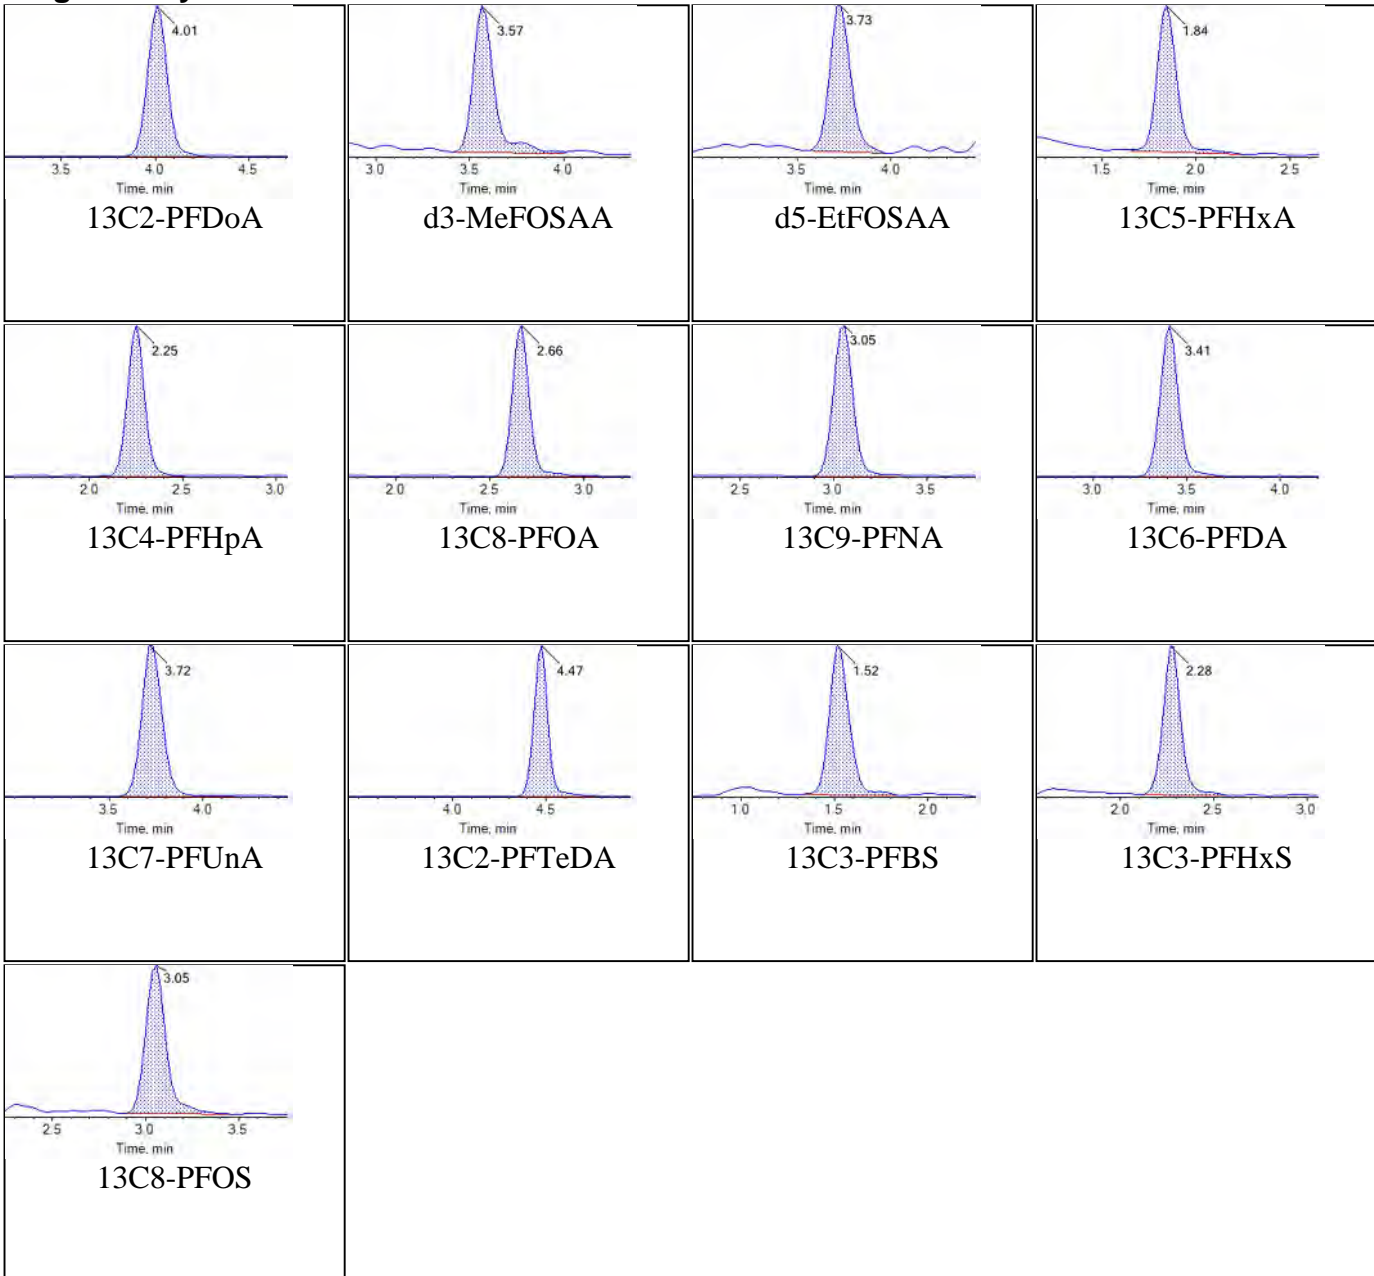 4.01
3.5 4.0 4.5
Time, min
13C2-PFDoA
3.57
3.0 3.5 4.0
Time, min
d3-MeFOSAA
3.73
3.5 4.0
Time, min
d5-EtFOSAA
1.84
1.5 2.0 2.5
Time, min
13C5-PFHxA
2.25
2.0 2.5 3.0
Time, min
13C4-PFHpA
2.66
2.0 2.5 3.0
Time, min
13C8-PFOA
3.05
2.5 3.0 3.5
Time, min
13C9-PFNA
3.41
3.0 3.5 4.0
Time, min
13C6-PFDA
3.72
3.5 4.0
Time, min
13C7-PFUnA
4.47
4.0 4.5
Time, min
13C2-PFTeDA
1.52
1.0 1.5 2.0
Time, min
13C3-PFBS
2.28
2.0 2.5 3.0
Time, min
13C3-PFHxS
3.05
2.5 3.0 3.5
Time, min
13C8-PFOS